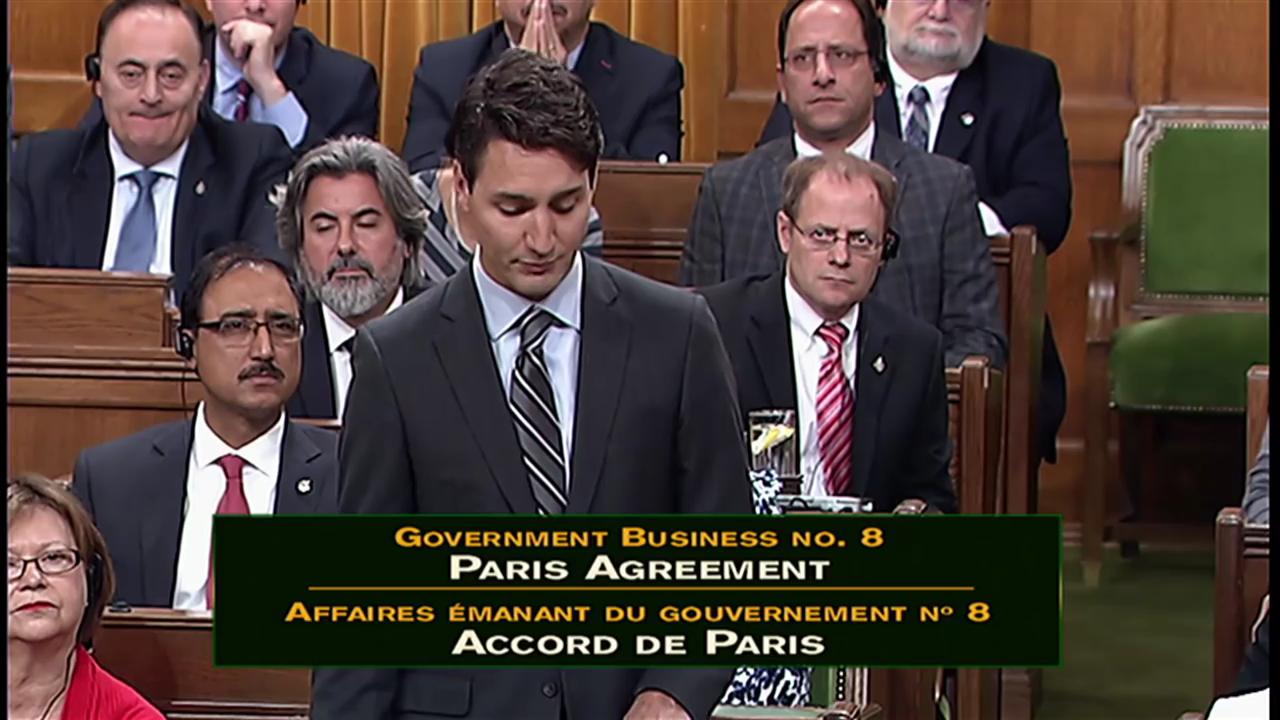 GOVERNMENT BUSINESS NO. 8
PARIS AGREEMENT
AFFAIRES ÉMANANT DU GOUVERNEMENT Nº 8
ACCORD DE PARIS